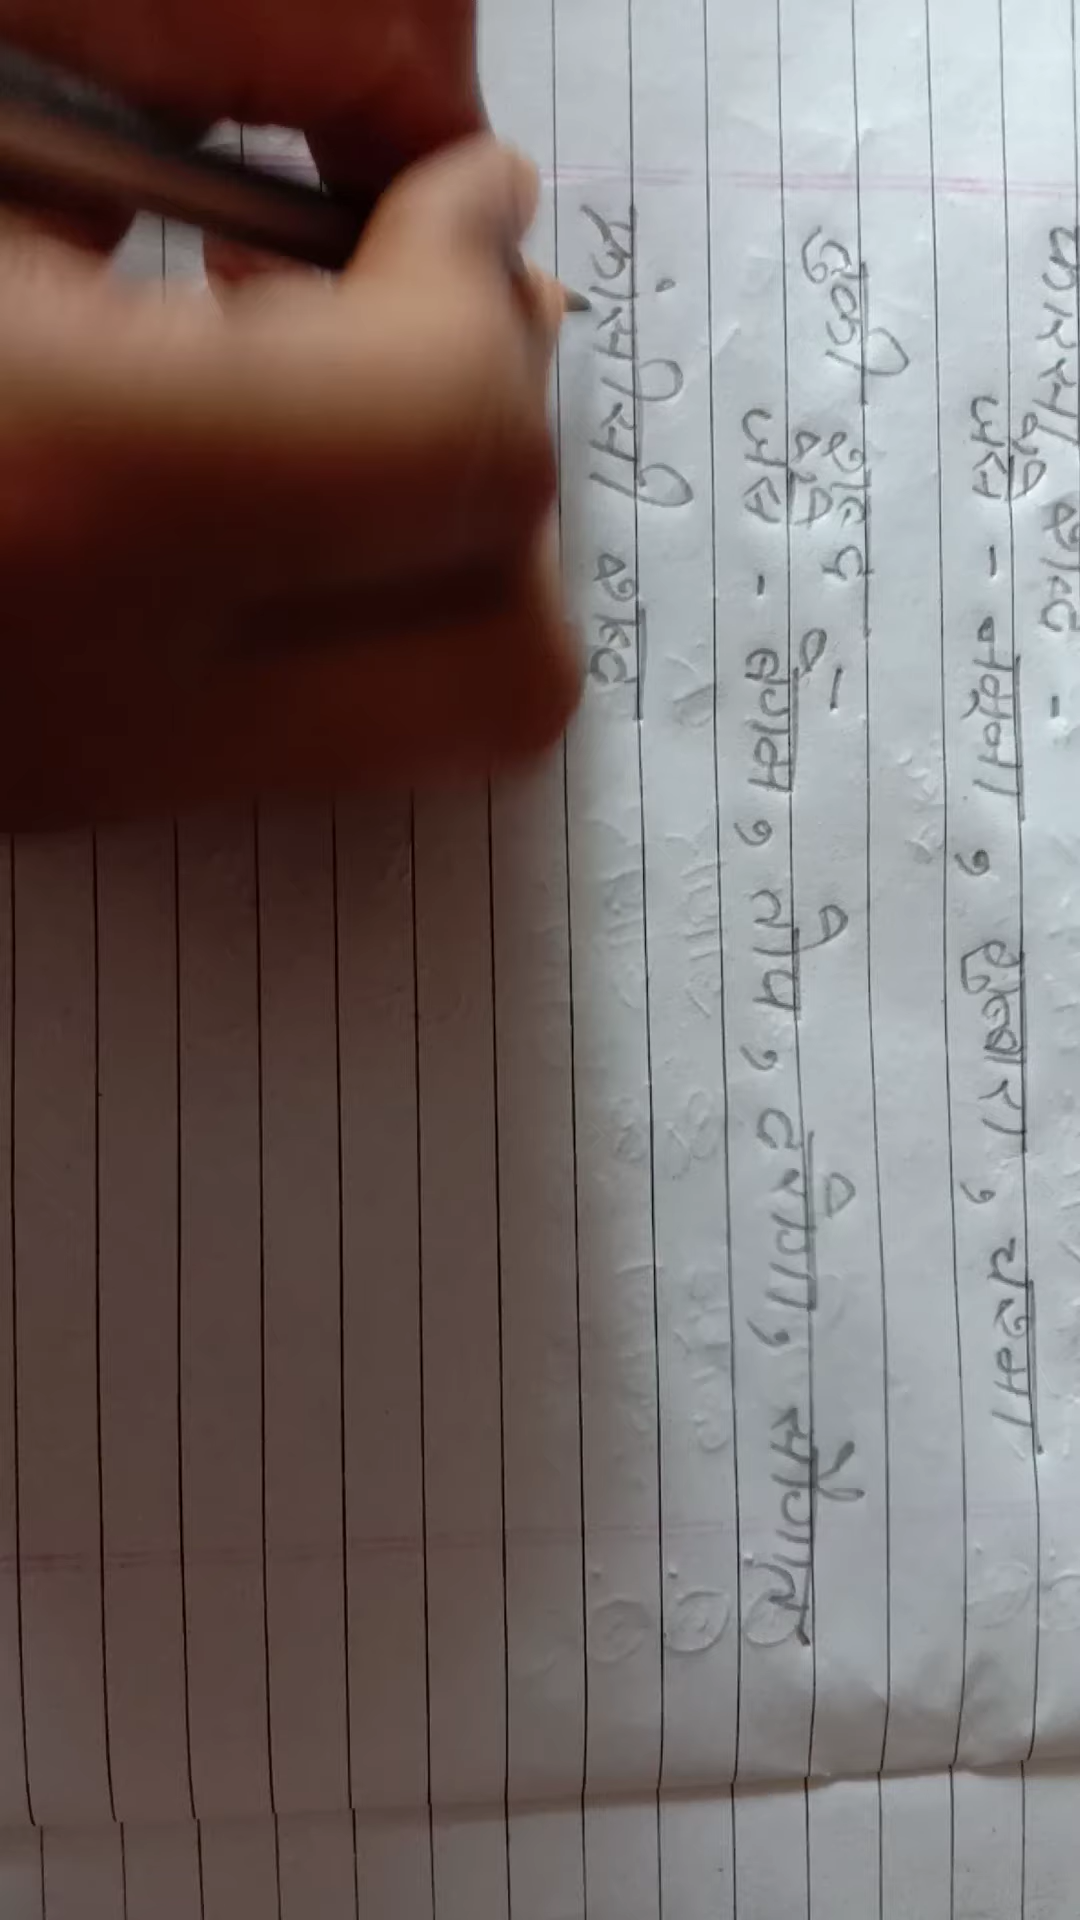 फारसी शब्द -
जैसे - नमूना , , चश्मा
तुर्की शब्द -
जैसे - बेगम , तोप , दरोगा , सौगात
फ्रांसीसी शब्द